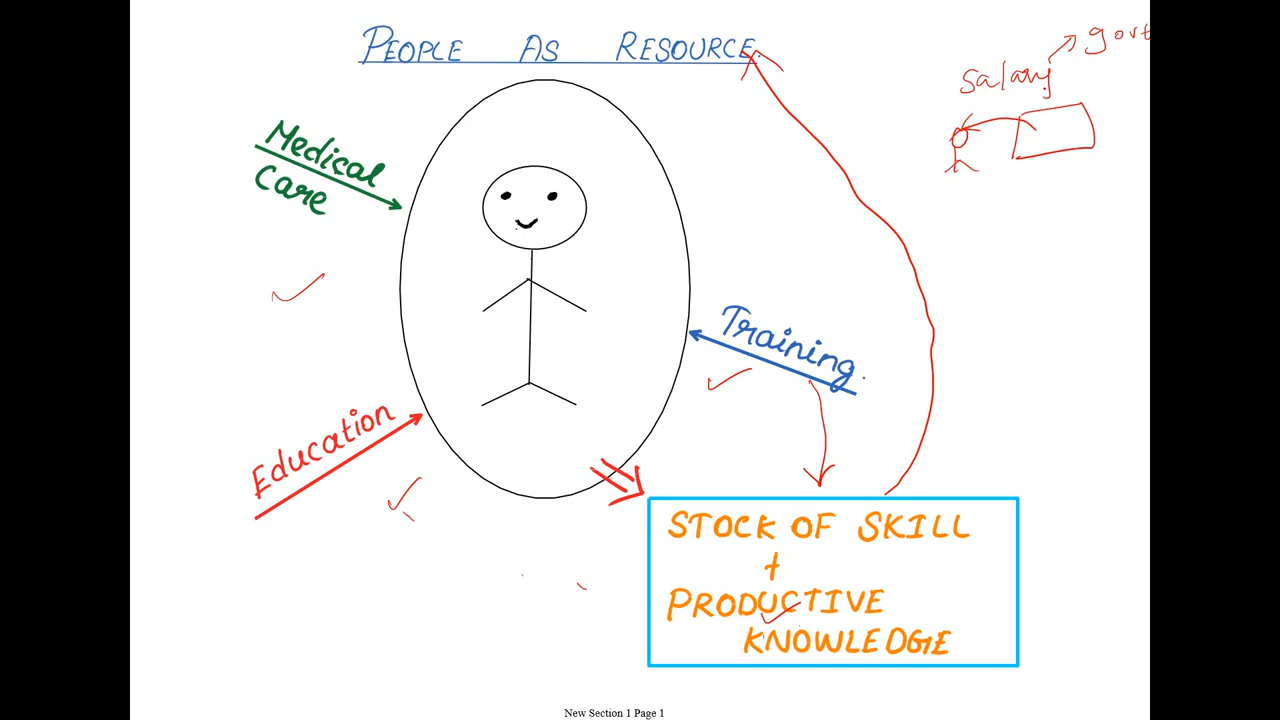 PEOPLE AS RESOURCE
govt
Salary
Medical
Care
Training
Education
STOCK OF SKILL
+
PRODUCTIVE
KNOWLEDGE
New Section 1 Page 1